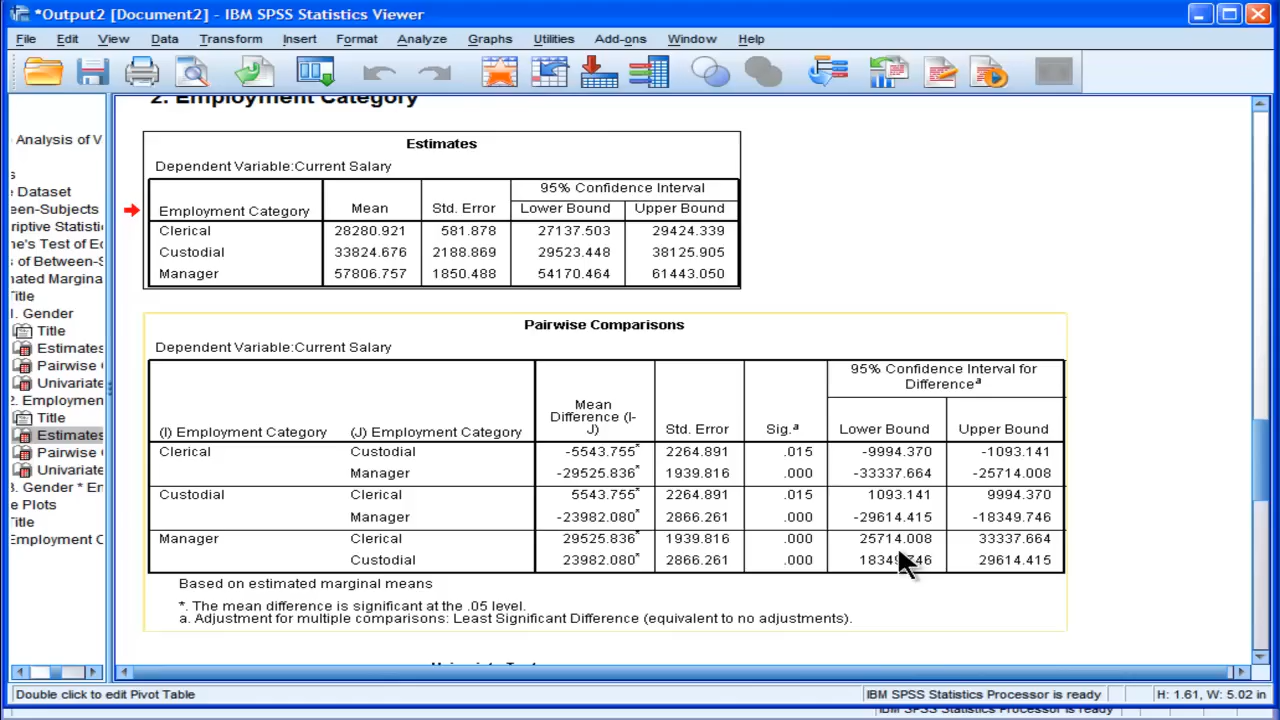 *Output2 [Document2] - IBM SPSS Statistics Viewer
File Edit View Data Transform Insert Format Analyze Graphs Utilities Add-ons Window Help
Analysis of V
s
e Dataset
een-Subjects
riptive Statisti
ne's Test of Ec
s of Between-S
nated Margina
Title
1. Gender
Title
Estimates
Pairwise
Univariate
2. Employmen
Title
Estimates
Pairwise
Univariate
3. Gender * En
e Plots
Title
Employment C
2. Employment Category
Estimates
Dependent Variable:Current Salary
Employment Category Mean Std. Error 95% Confidence Interval
Lower Bound Upper Bound
Clerical 28280.921 581.878 27137.503 29424.339
Custodial 33824.676 2188.869 29523.448 38125.905
Manager 57806.757 1850.488 54170.464 61443.050
Pairwise Comparisons
Dependent Variable:Current Salary
(I) Employment Category (J) Employment Category Mean Difference (I-J) Std. Error Sig.a 95% Confidence Interval for Differencea
Lower Bound Upper Bound
Clerical Custodial -5543.755* 2264.891 .015 -9994.370 -1093.141
Manager -29525.836* 1939.816 .000 -33337.664 -25714.008
Custodial Clerical 5543.755* 2264.891 .015 1093.141 9994.370
Manager -23982.080* 2866.261 .000 -29614.415 -18349.746
Manager Clerical 29525.836* 1939.816 .000 25714.008 33337.664
Custodial 23982.080* 2866.261 .000 18349.746 29614.415
Based on estimated marginal means
*. The mean difference is significant at the .05 level.
a. Adjustment for multiple comparisons: Least Significant Difference (equivalent to no adjustments).
Double click to edit Pivot Table
IBM SPSS Statistics Processor is ready
H: 1.61, W: 5.02 in
IBM SPSS Statistics Processor is ready